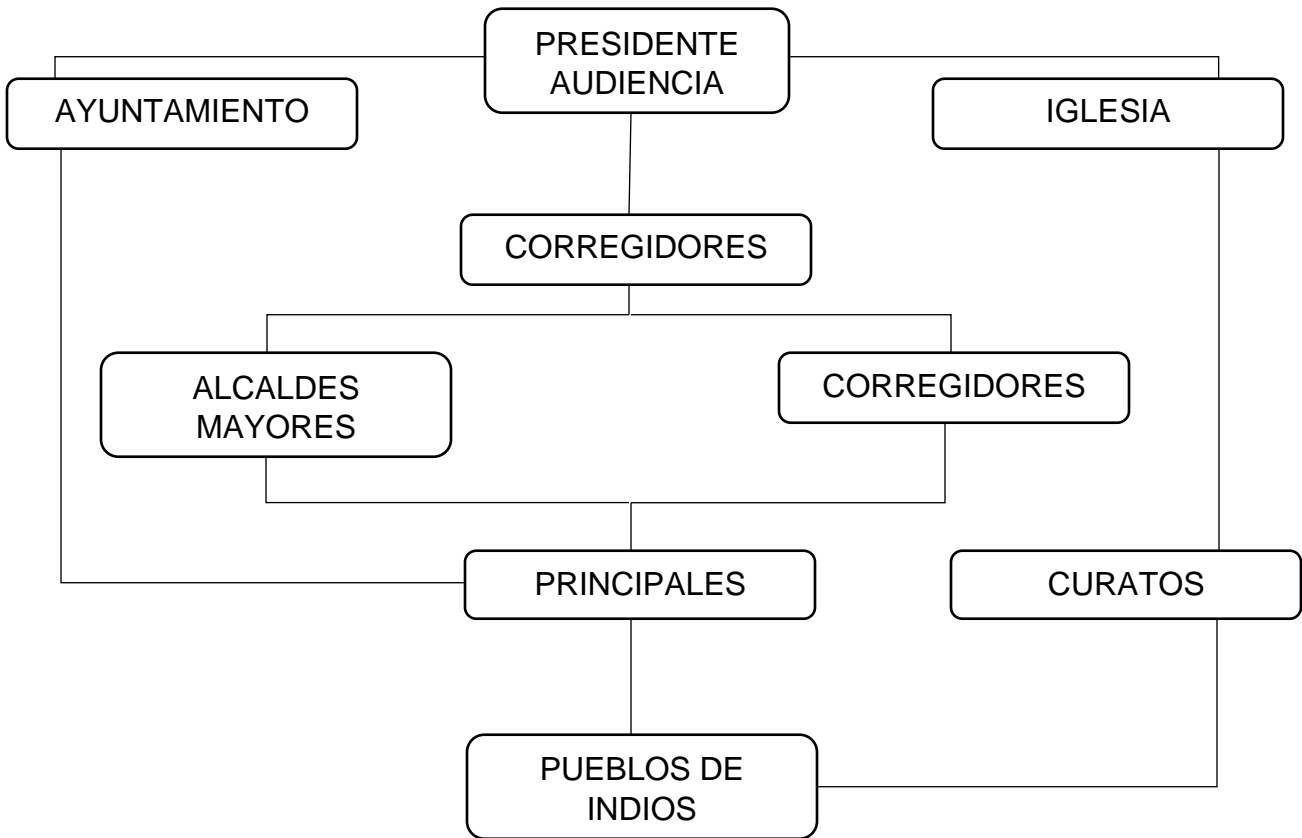 PRESIDENTE
AUDIENCIA
AYUNTAMIENTO
IGLESIA
CORREGIDORES
ALCALDES
MAYORES
CORREGIDORES
PRINCIPALES
CURATOS
PUEBLOS DE
INDIOS